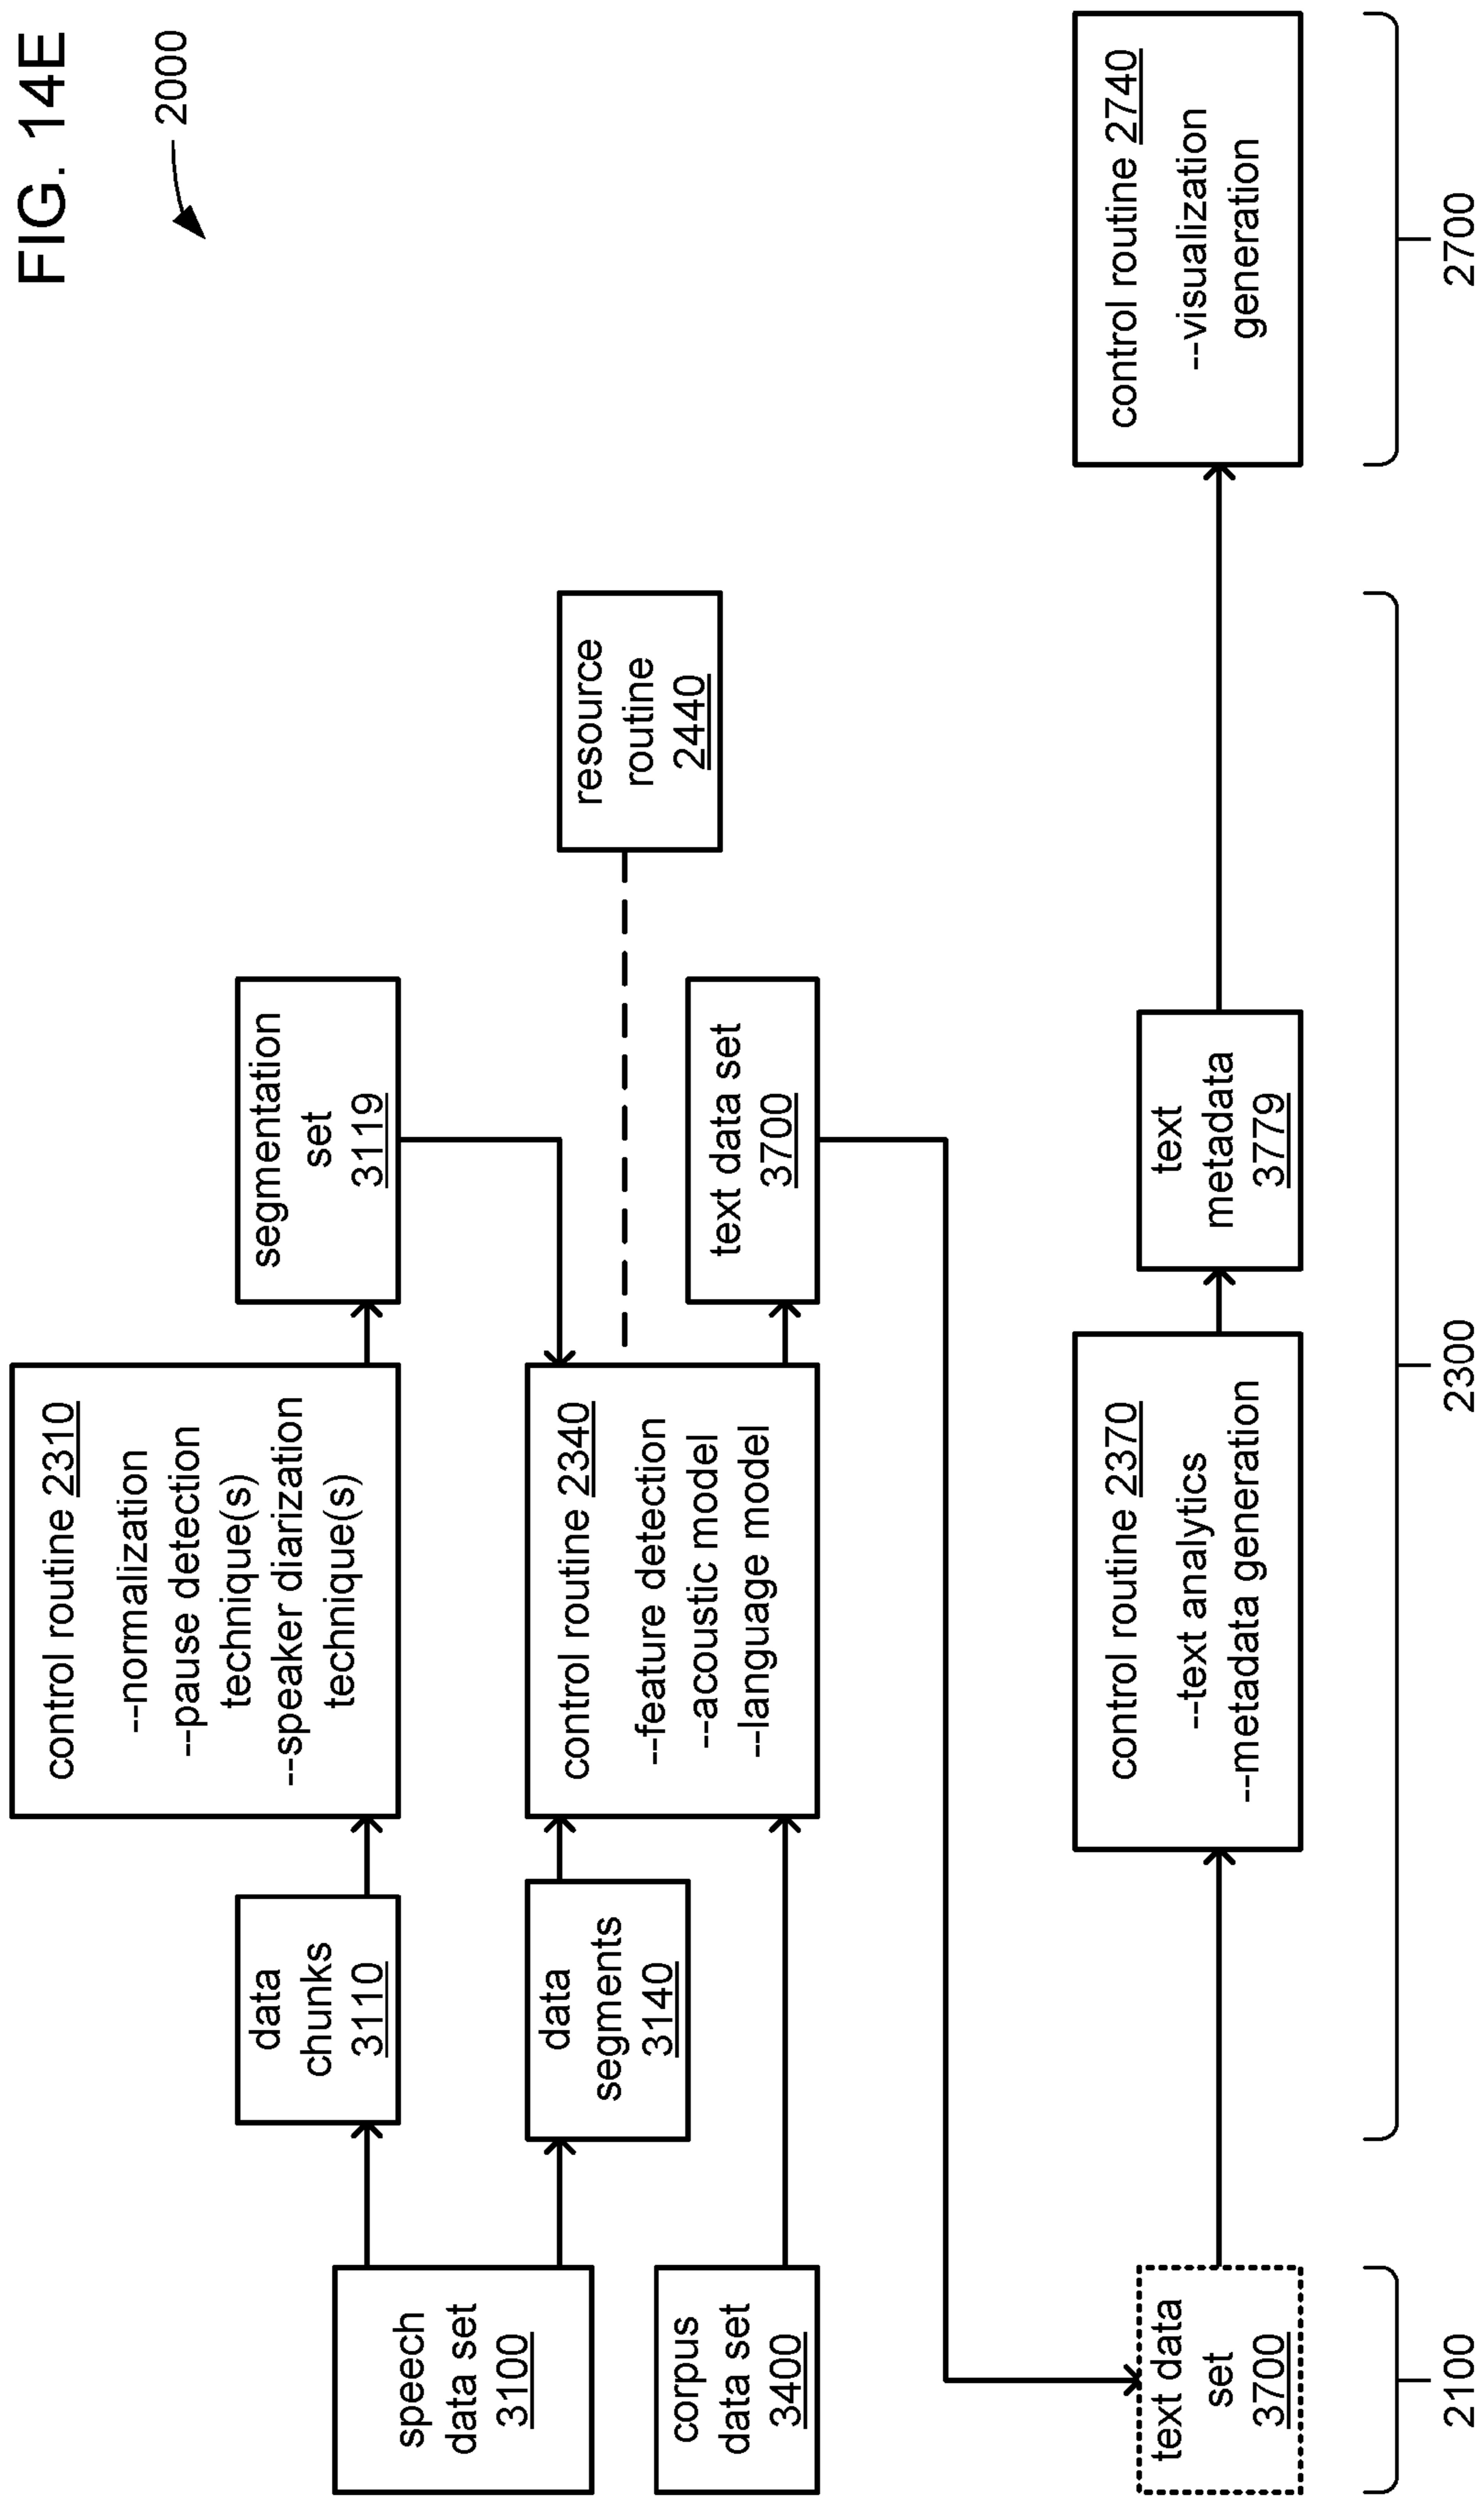 FIG. 14E
2000
control routine 2310
--normalization
--pause detection
technique(s)
--speaker diarization
technique(s)
data
chunks
3110
segmentation
set
3119
speech
data set
3100
data
segments
3140
control routine 2340
--feature detection
--acoustic model
--language model
resource
routine
2440
corpus
data set
3400
text data set
3700
text data
set
3700
control routine 2370
--text analytics
--metadata generation
text
metadata
3779
control routine 2740
--visualization
generation
2100
2300
2700